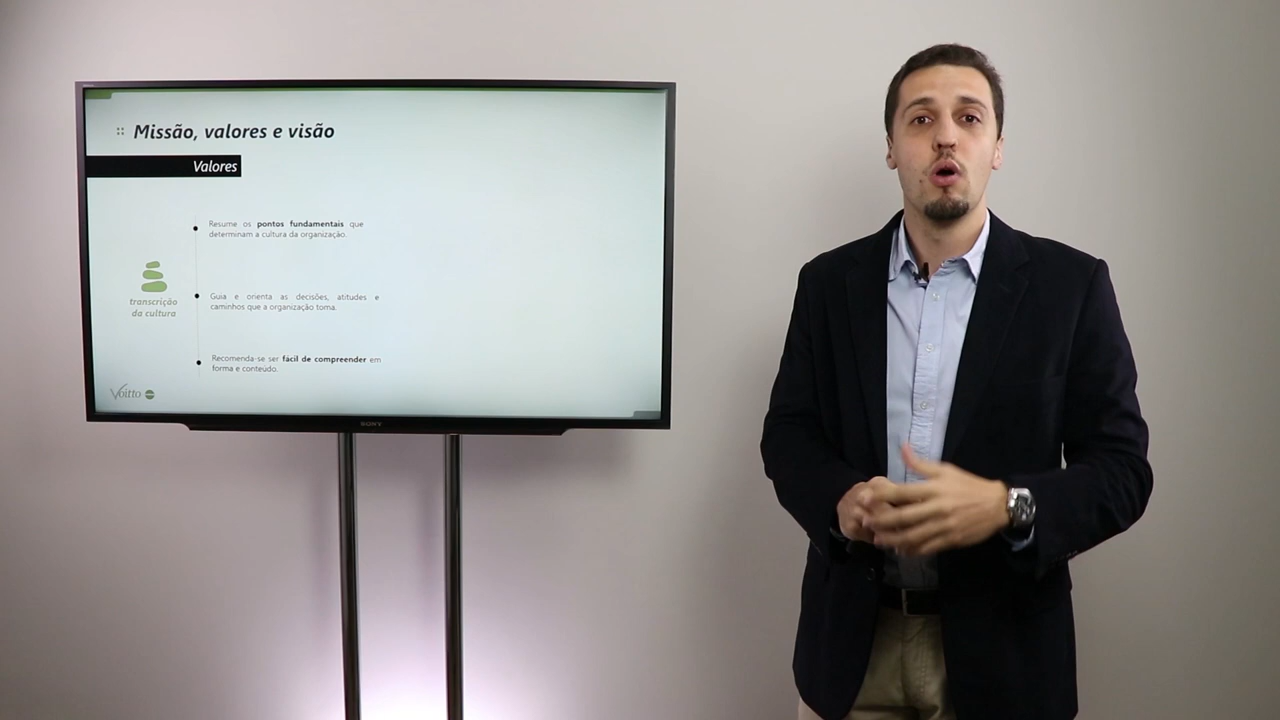 Missão, valores e visão
Valores
Resume os pontos fundamentais que
determinam a cultura da organização.
transcrição
da cultura
Guia e orienta as decisões, atitudes e
caminhos que a organização toma.
Recomenda-se ser fácil de compreender em
forma e conteúdo.
Voitto
SONY